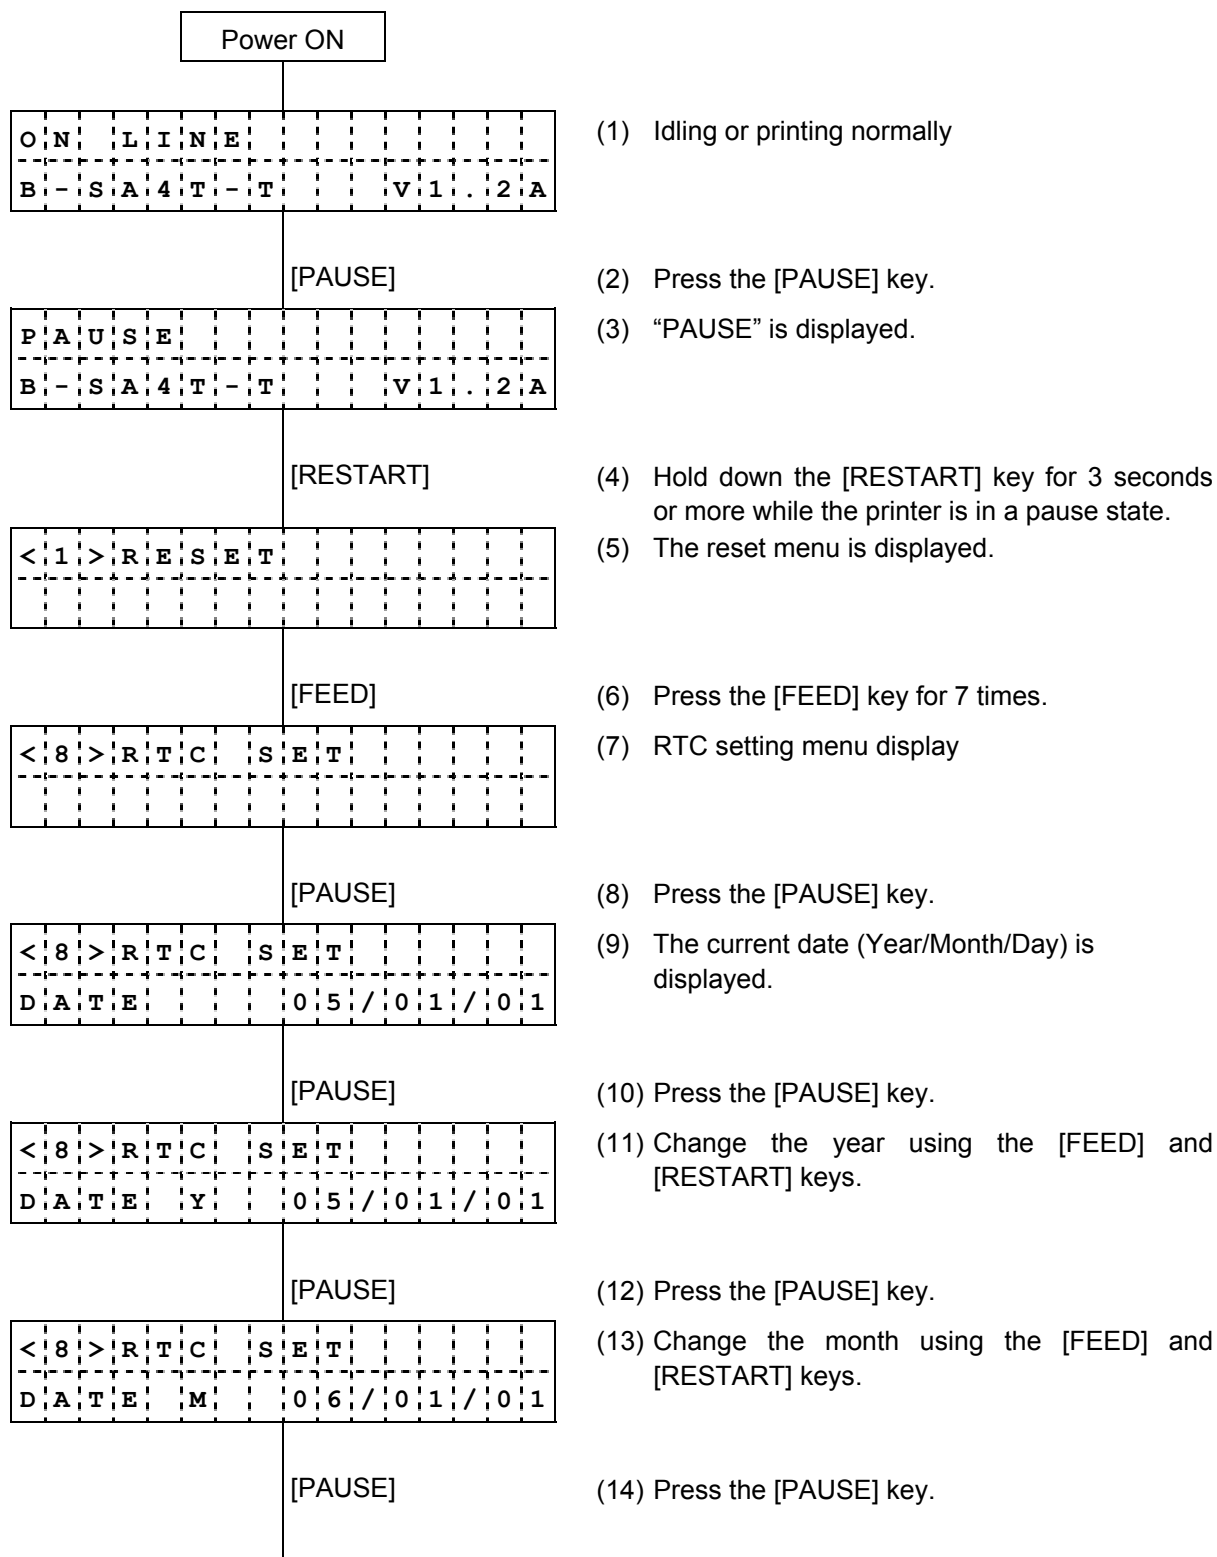 Power ON
ON LINE
B-SA4T-T   V1.2A
(1) Idling or printing normally
[PAUSE]
(2) Press the [PAUSE] key.
PAUSE
B-SA4T-T   V1.2A
(3) “PAUSE” is displayed.
[RESTART]
(4) Hold down the [RESTART] key for 3 seconds
or more while the printer is in a pause state.
<1>RESET
(5) The reset menu is displayed.
[FEED]
(6) Press the [FEED] key for 7 times.
<8>RTC SET
(7) RTC setting menu display
[PAUSE]
(8) Press the [PAUSE] key.
<8>RTC SET
DATE    05/01/01
(9) The current date (Year/Month/Day) is
displayed.
[PAUSE]
(10) Press the [PAUSE] key.
<8>RTC SET
DATE Y  05/01/01
(11) Change the year using the [FEED] and
[RESTART] keys.
[PAUSE]
(12) Press the [PAUSE] key.
<8>RTC SET
DATE M  06/01/01
(13) Change the month using the [FEED] and
[RESTART] keys.
[PAUSE]
(14) Press the [PAUSE] key.